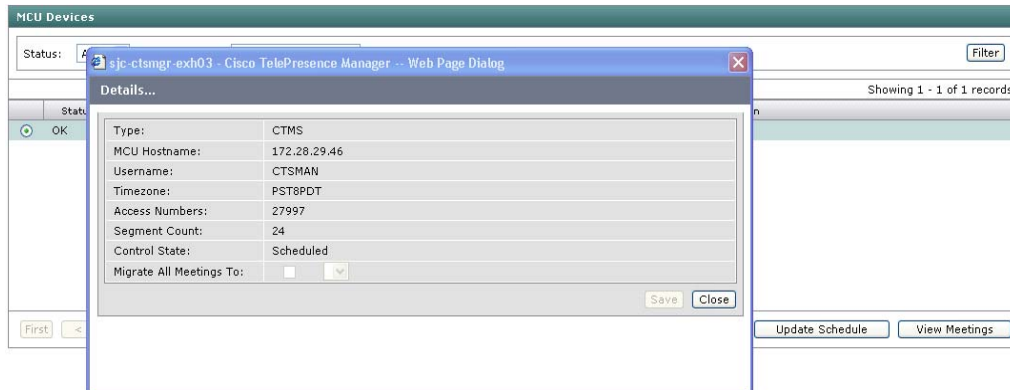 MCU Devices
Status:
Filter
sjc-ctsmgr-exh03 - Cisco TelePresence Manager -- Web Page Dialog
Details...
Showing 1 - 1 of 1 records
OK
Type: CTMS
MCU Hostname: 172.28.29.46
Username: CTSMAN
Timezone: PST8PDT
Access Numbers: 27997
Segment Count: 24
Control State: Scheduled
Migrate All Meetings To:
Save Close
First < Update Schedule View Meetings